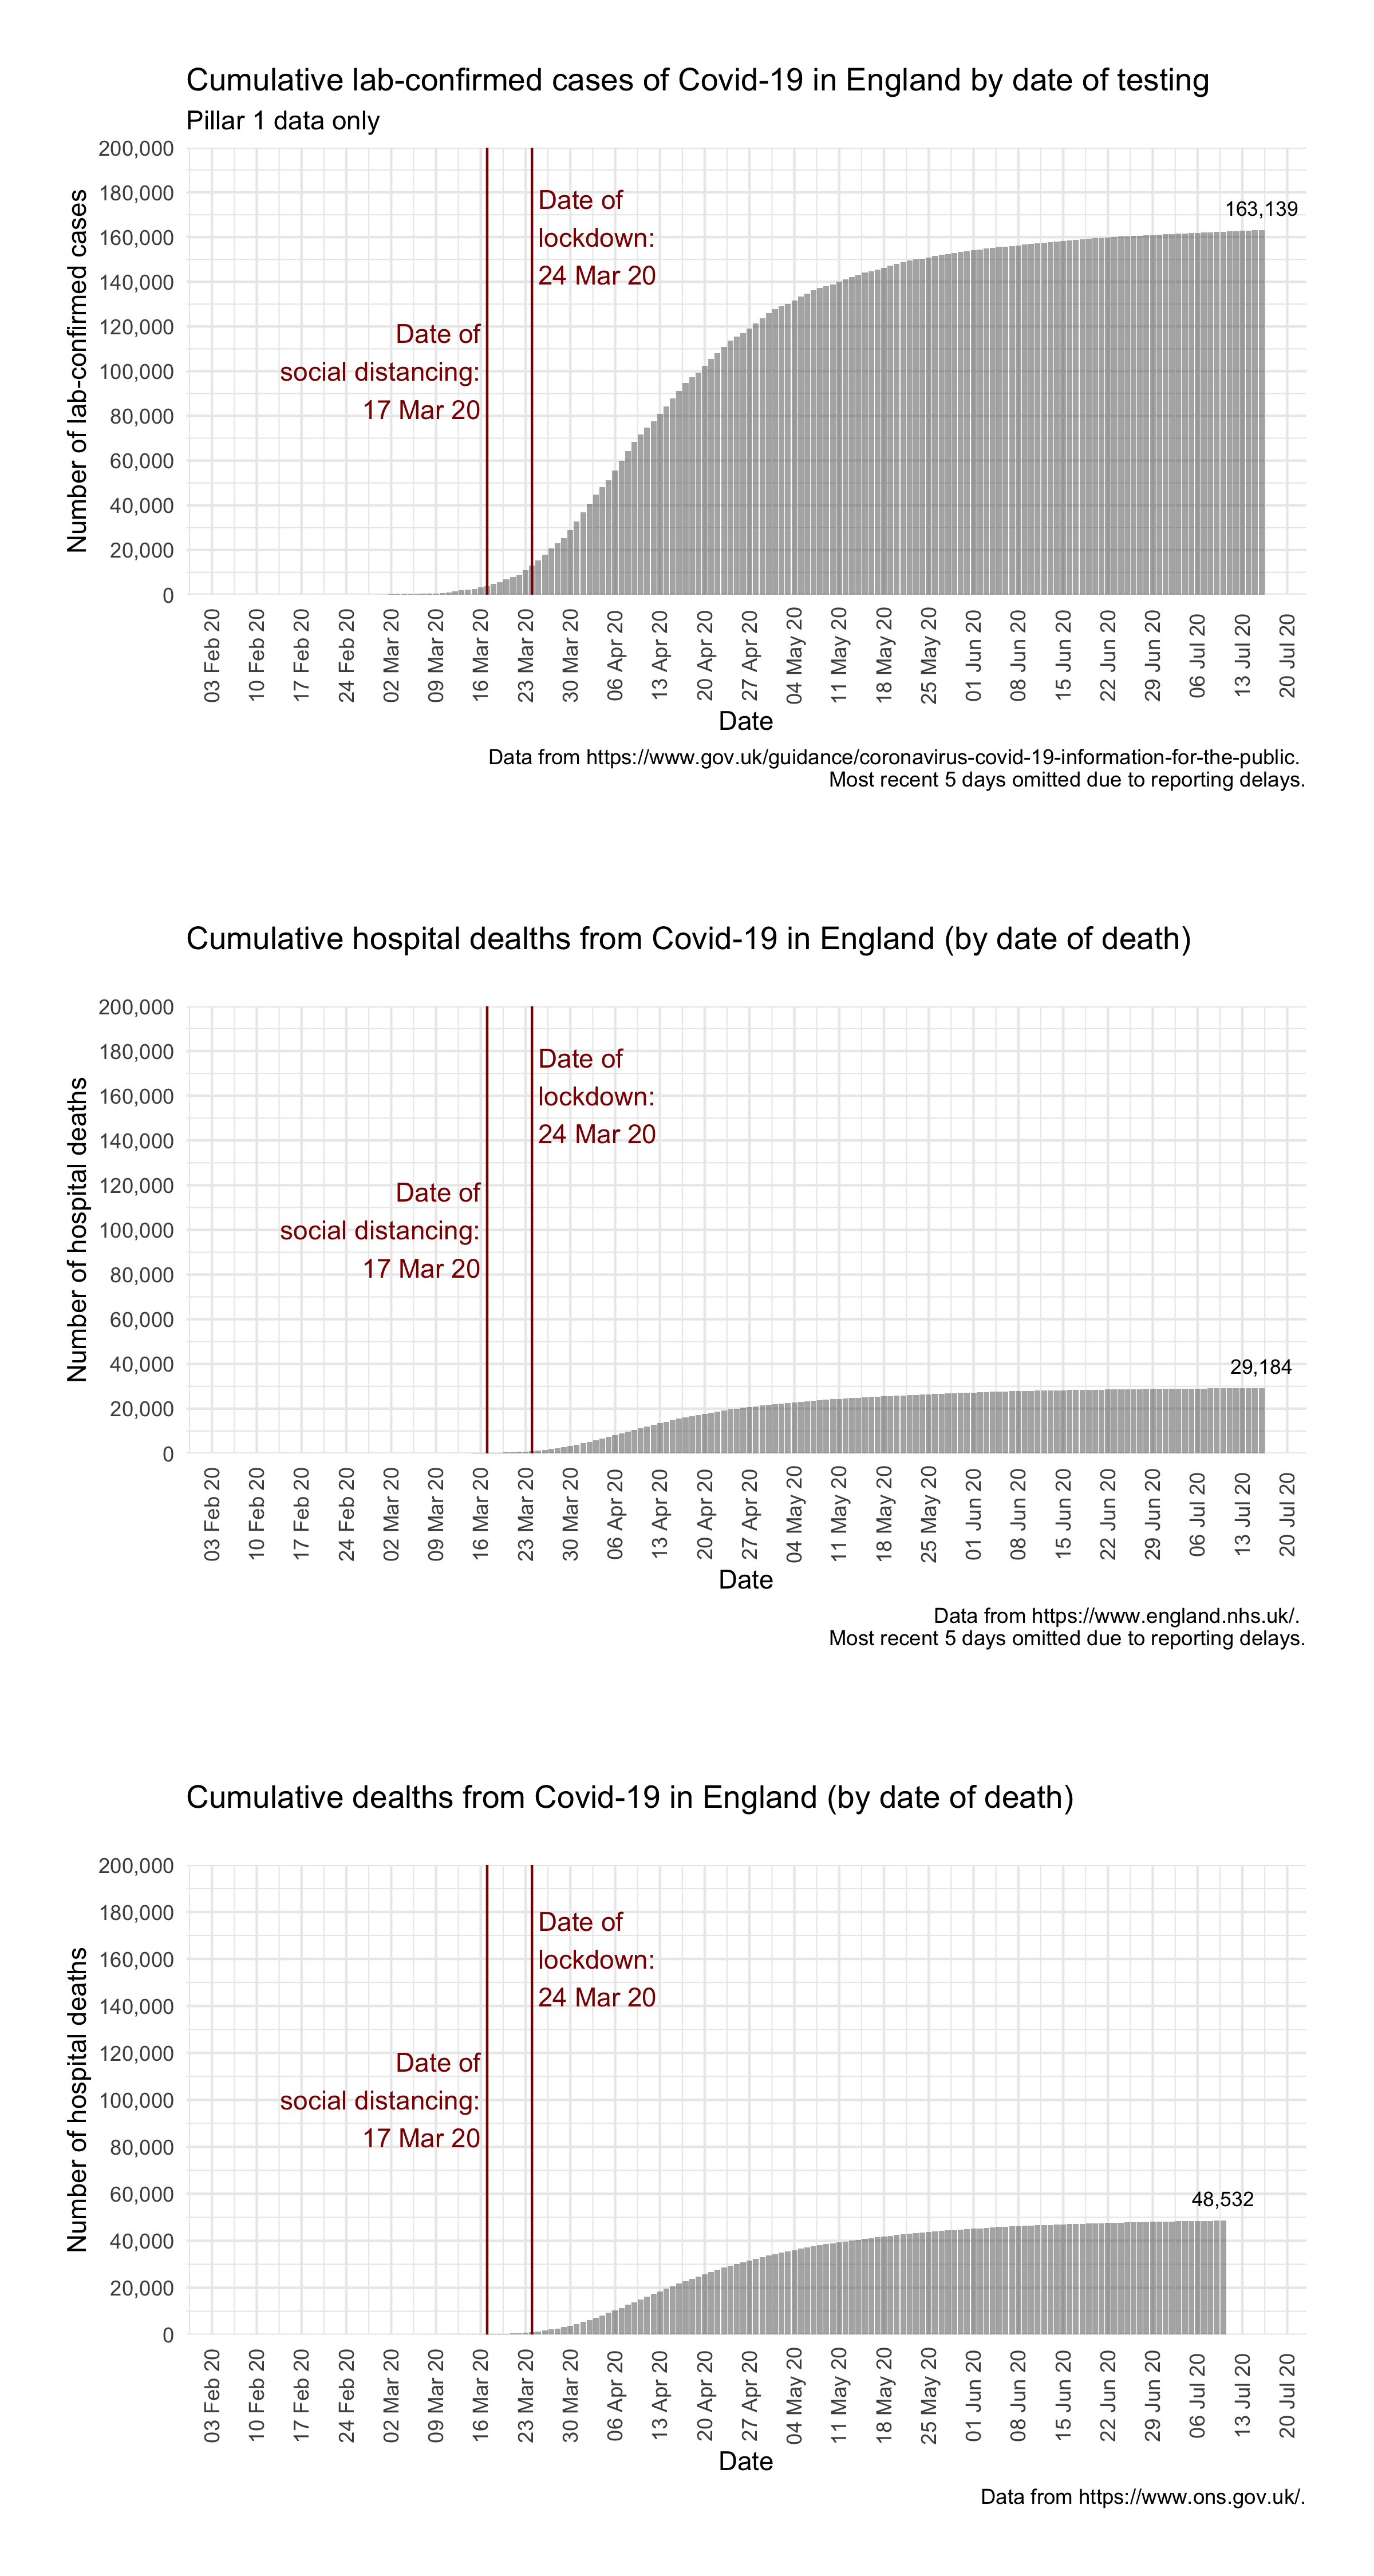 Cumulative lab-confirmed cases of Covid-19 in England by date of testing
Pillar 1 data only
Number of lab-confirmed cases
200,000
180,000
160,000
140,000
120,000
100,000
80,000
60,000
40,000
20,000
0
Date of
lockdown:
24 Mar 20
Date of
social distancing:
17 Mar 20
163,139
03 Feb 20
10 Feb 20
17 Feb 20
24 Feb 20
02 Mar 20
09 Mar 20
16 Mar 20
23 Mar 20
30 Mar 20
06 Apr 20
13 Apr 20
20 Apr 20
27 Apr 20
04 May 20
11 May 20
18 May 20
25 May 20
01 Jun 20
08 Jun 20
15 Jun 20
22 Jun 20
29 Jun 20
06 Jul 20
13 Jul 20
20 Jul 20
Date
Data from https://www.gov.uk/guidance/coronavirus-covid-19-information-for-the-public.
Most recent 5 days omitted due to reporting delays.
Cumulative hospital dealths from Covid-19 in England (by date of death)
Number of hospital deaths
200,000
180,000
160,000
140,000
120,000
100,000
80,000
60,000
40,000
20,000
0
Date of
lockdown:
24 Mar 20
Date of
social distancing:
17 Mar 20
29,184
03 Feb 20
10 Feb 20
17 Feb 20
24 Feb 20
02 Mar 20
09 Mar 20
16 Mar 20
23 Mar 20
30 Mar 20
06 Apr 20
13 Apr 20
20 Apr 20
27 Apr 20
04 May 20
11 May 20
18 May 20
25 May 20
01 Jun 20
08 Jun 20
15 Jun 20
22 Jun 20
29 Jun 20
06 Jul 20
13 Jul 20
20 Jul 20
Date
Data from https://www.england.nhs.uk/.
Most recent 5 days omitted due to reporting delays.
Cumulative dealths from Covid-19 in England (by date of death)
Number of hospital deaths
200,000
180,000
160,000
140,000
120,000
100,000
80,000
60,000
40,000
20,000
0
Date of
lockdown:
24 Mar 20
Date of
social distancing:
17 Mar 20
48,532
03 Feb 20
10 Feb 20
17 Feb 20
24 Feb 20
02 Mar 20
09 Mar 20
16 Mar 20
23 Mar 20
30 Mar 20
06 Apr 20
13 Apr 20
20 Apr 20
27 Apr 20
04 May 20
11 May 20
18 May 20
25 May 20
01 Jun 20
08 Jun 20
15 Jun 20
22 Jun 20
29 Jun 20
06 Jul 20
13 Jul 20
20 Jul 20
Date
Data from https://www.ons.gov.uk/.